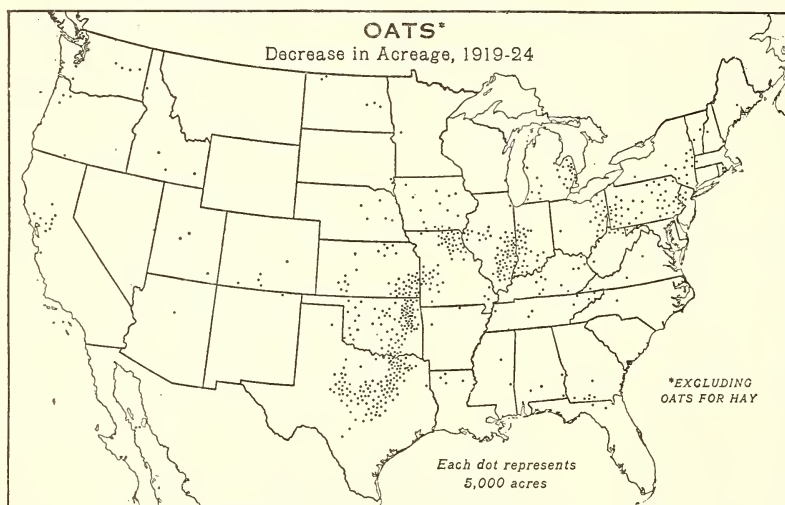 OATS*
Decrease in Acreage, 1919-24
*EXCLUDING
OATS FOR HAY
Each dot represents
5,000 acres